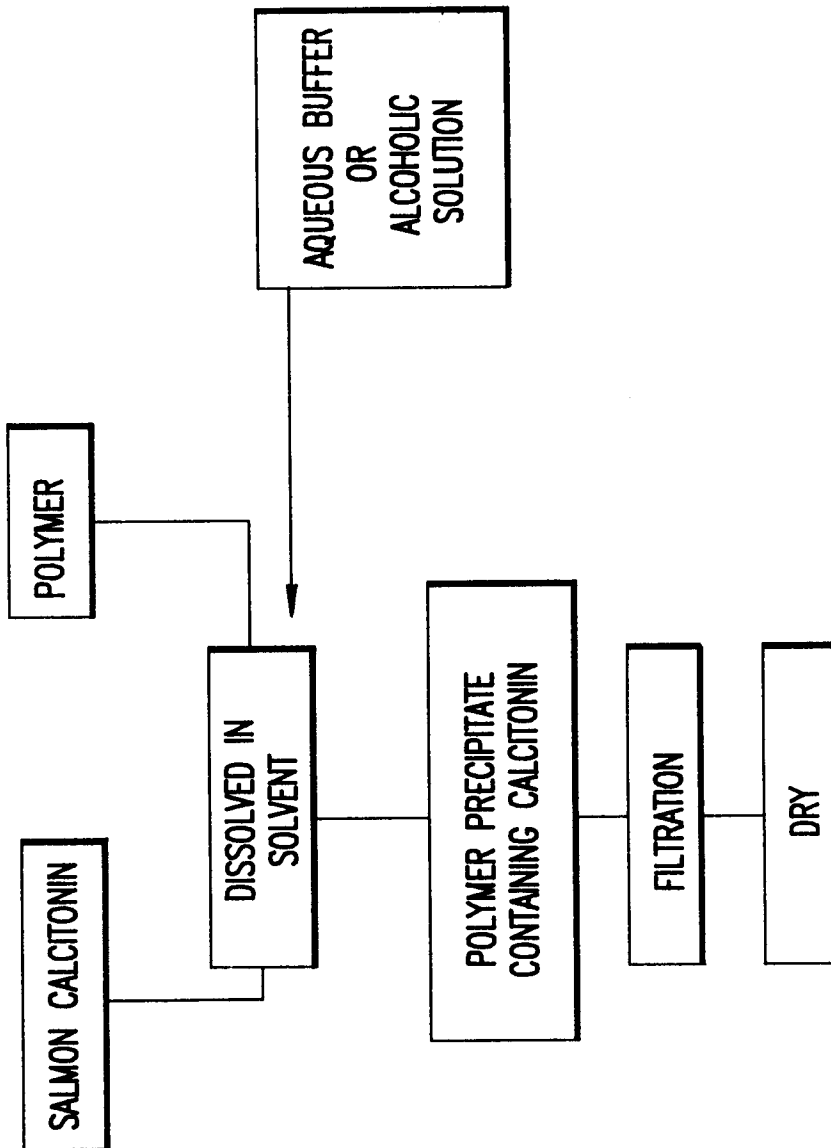 SALMON CALCITONIN
POLYMER
DISSOLVED IN
SOLVENT
AQUEOUS BUFFER
OR
ALCOHOLIC
SOLUTION
POLYMER PRECIPITATE
CONTAINING CALCITONIN
FILTRATION
DRY